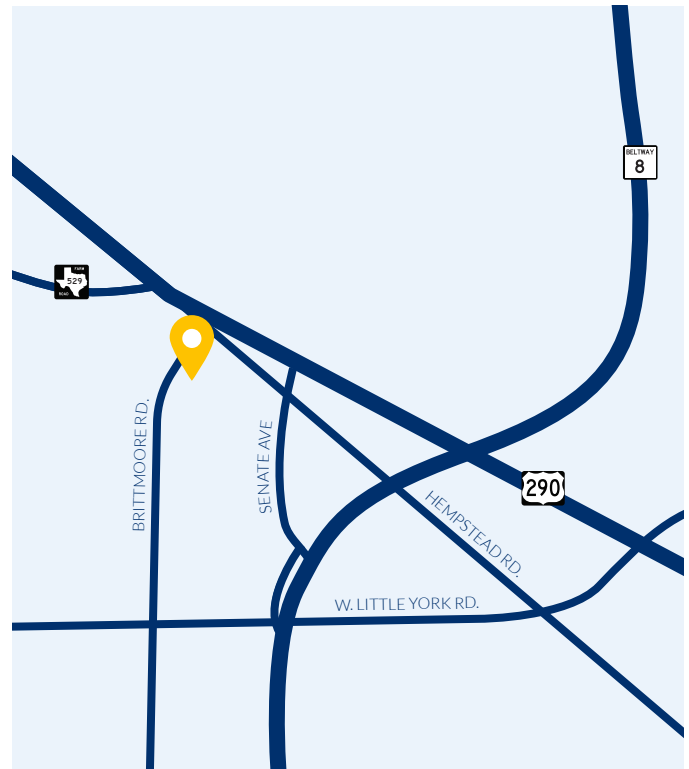 BELTWAY
8
FARM
529
ROAD
BRITTMOORE RD.
SENATE AVE
290
HEMPSTEAD RD.
W. LITTLE YORK RD.